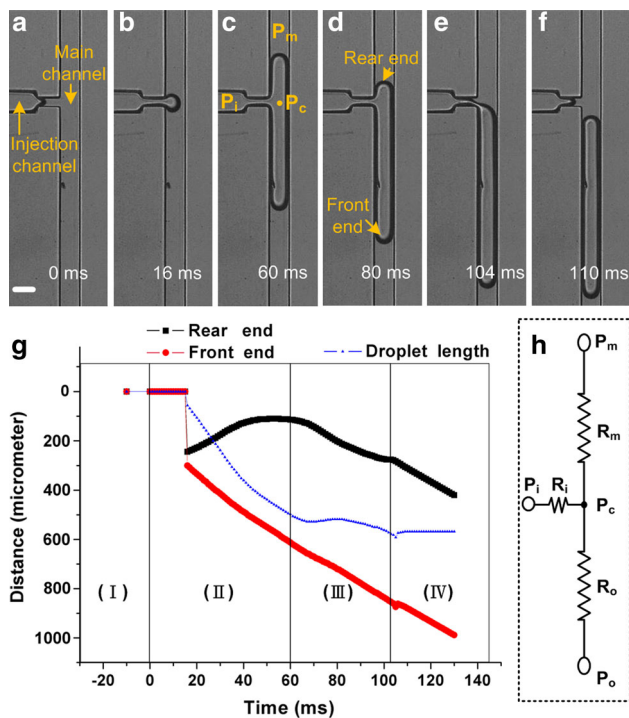 a
Main channel
Injection channel
0 ms
b
16 ms
c
Pm
Pi
Pc
60 ms
d
Rear end
Front end
80 ms
e
104 ms
f
110 ms
g
Rear end
Front end
Droplet length
Distance (micrometer)
0
200
400
600
800
1000
(Ⅰ)
(Ⅱ)
(Ⅲ)
(Ⅳ)
-20 0 20 40 60 80 100 120 140
Time (ms)
h
Pm
Rm
Pi Ri Pc
Ro
Po